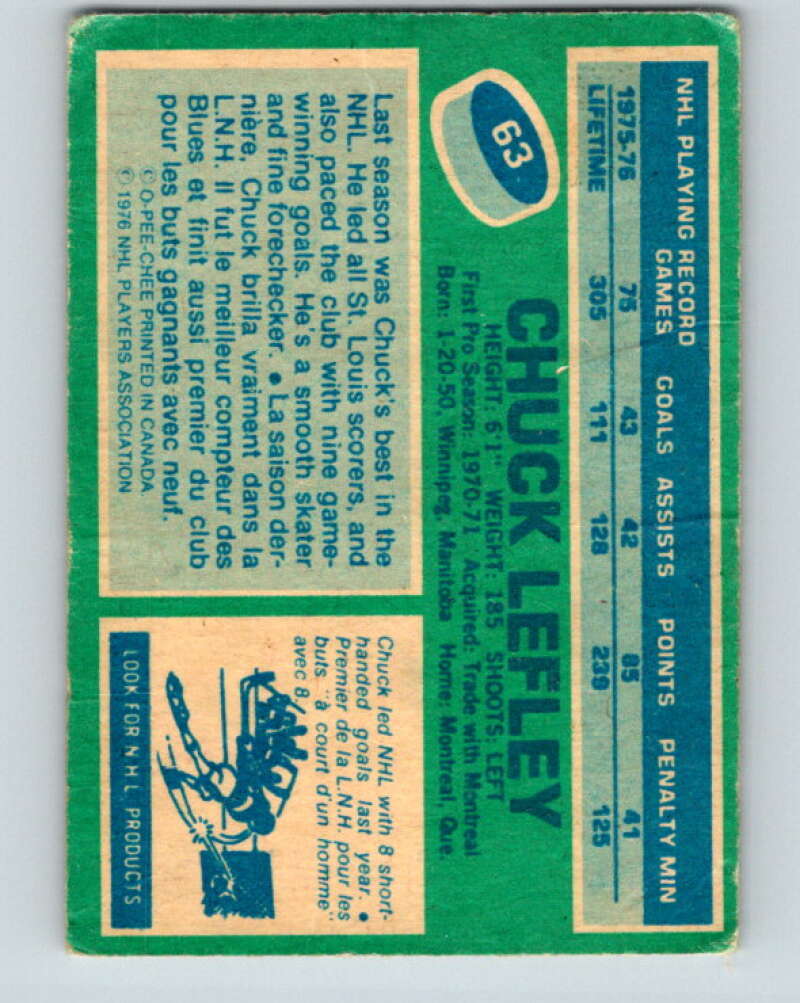 NHL PLAYING RECORD
GAMES GOALS ASSISTS POINTS PENALTY MIN
1975-76 75 43 42 85 41
LIFETIME 305 111 128 239 125
63
CHUCK LEFLEY
HEIGHT: 6'1" WEIGHT: 185 SHOOTS: LEFT
First Pro Season: 1970-71 Acquired: Trade with Montreal
Born: 1-20-50, Winnipeg, Manitoba Home: Montreal, Que.
Last season was Chuck's best in the
NHL. He led all St. Louis scorers, and
also paced the club with nine game-
winning goals. He's a smooth skater
and fine forechecker. • La saison der-
nière, Chuck brilla vraiment dans la
L.N.H. Il fut le meilleur compteur des
Blues et finit aussi premier du club
pour les buts gagnants avec neuf.
© O-PEE-CHEE PRINTED IN CANADA
© 1976 NHL PLAYERS ASSOCIATION
Chuck led NHL with 8 short-
handed goals last year. •
Premier de la L.N.H. pour les
buts "à court d'un homme"
avec 8.
LOOK FOR N.H.L. PRODUCTS